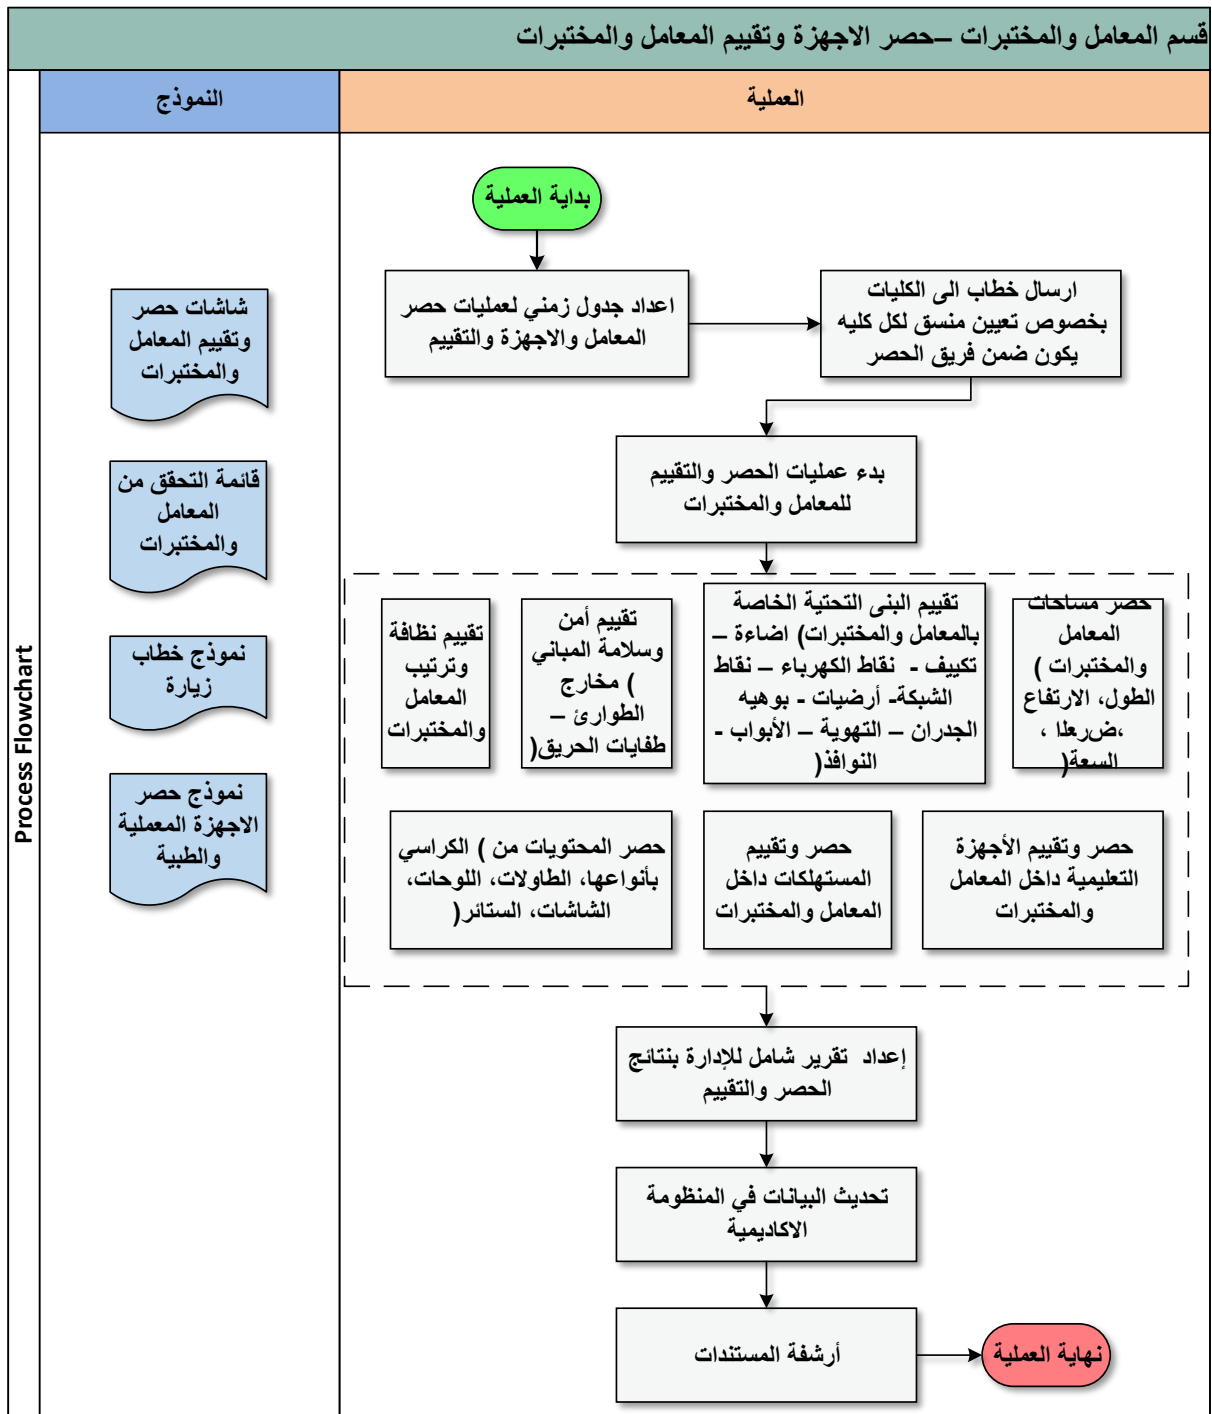 قسم المعامل والمختبرات –حصر الاجهزة وتقييم المعامل والمختبرات
العملية
النموذج
Process Flowchart
بداية العملية
اعداد جدول زمني لعمليات حصر
المعامل والاجهزة والتقييم
ارسال خطاب الى الكليات
بخصوص تعيين منسق لكل كليه
يكون ضمن فريق الحصر
بدء عمليات الحصر والتقييم
للمعامل والمختبرات
حصر مساحات
المعامل
والمختبرات )
الطول، الارتفاع
، السعة(
تقييم البنى التحتية الخاصة
بالمعامل والمختبرات( اضاءة –
تكييف - نقاط الكهرباء – نقاط
الشبكة- أرضيات - بوهيه
الجدران – التهوية – الأبواب -
النوافذ(
تقييم أمن
وسلامة المباني
) مخارج
الطوارئ –
طفايات الحريق(
تقييم نظافة
وترتيب
المعامل
والمختبرات
حصر وتقييم الأجهزة
التعليمية داخل المعامل
والمختبرات
حصر وتقييم
المستهلكات داخل
المعامل والمختبرات
حصر المحتويات من ) الكراسي
بأنواعها، الطاولات، اللوحات،
الشاشات، الستائر(
إعداد تقرير شامل للإدارة بنتائج
الحصر والتقييم
تحديث البيانات في المنظومة
الاكاديمية
أرشفة المستندات
نهاية العملية
شاشات حصر
وتقييم المعامل
والمختبرات
قائمة التحقق من
المعامل
والمختبرات
نموذج خطاب
زيارة
نموذج حصر
الاجهزة المعملية
والطبية